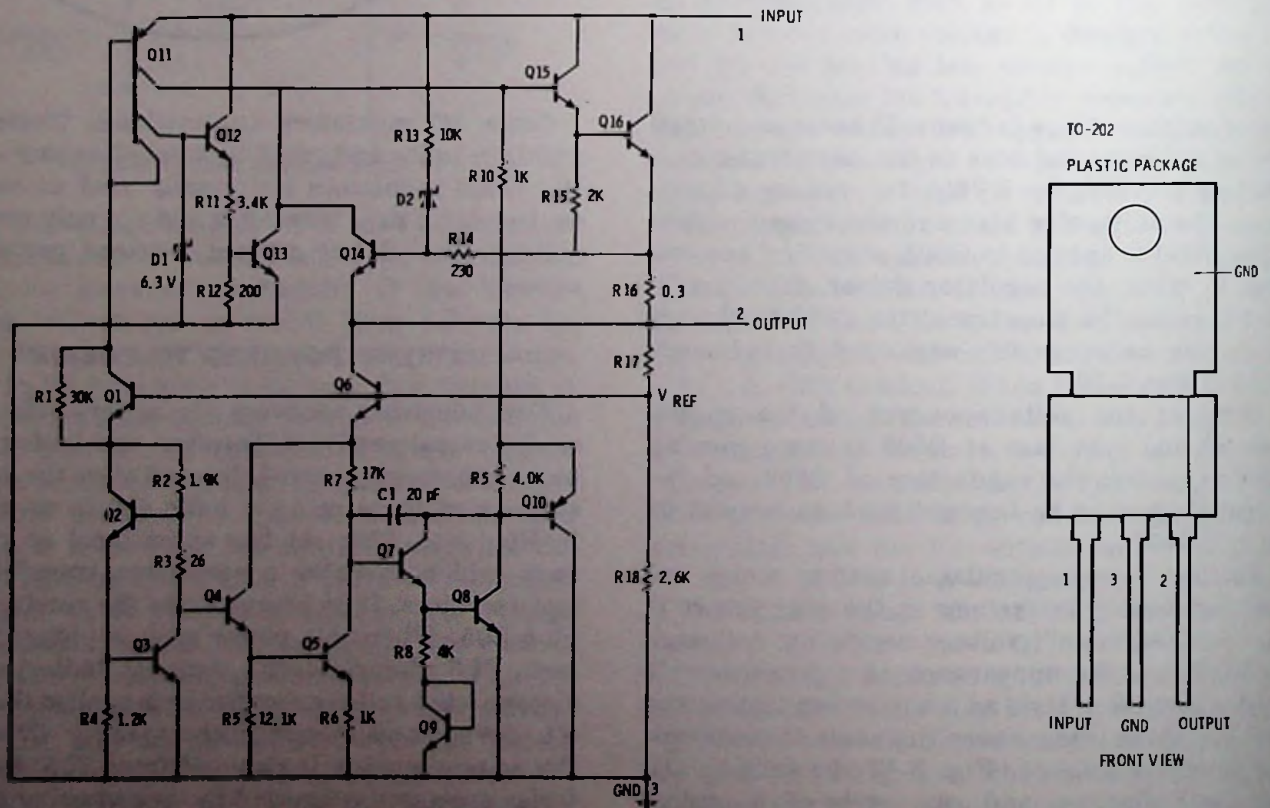 INPUT
1
Q11
Q15
Q12
Q16
R13
10K
R10
1K
R11
3.4K
R15
2K
D2
D1
6.3 V
Q13
Q14
R14
230
R12
200
R16
0.3
2
OUTPUT
R17
R1
30K
Q1
Q6
V REF
R2
1.9K
R7
17K
C1 20 pF
R5
4.0K
Q10
Q2
R3
26
Q7
Q4
Q8
R18
2.6K
Q3
Q5
R8
4K
Q9
R4
1.2K
R5
12.1K
R6
1K
GND
3
TO-202
PLASTIC PACKAGE
GND
1
3
2
INPUT
GND
OUTPUT
FRONT VIEW